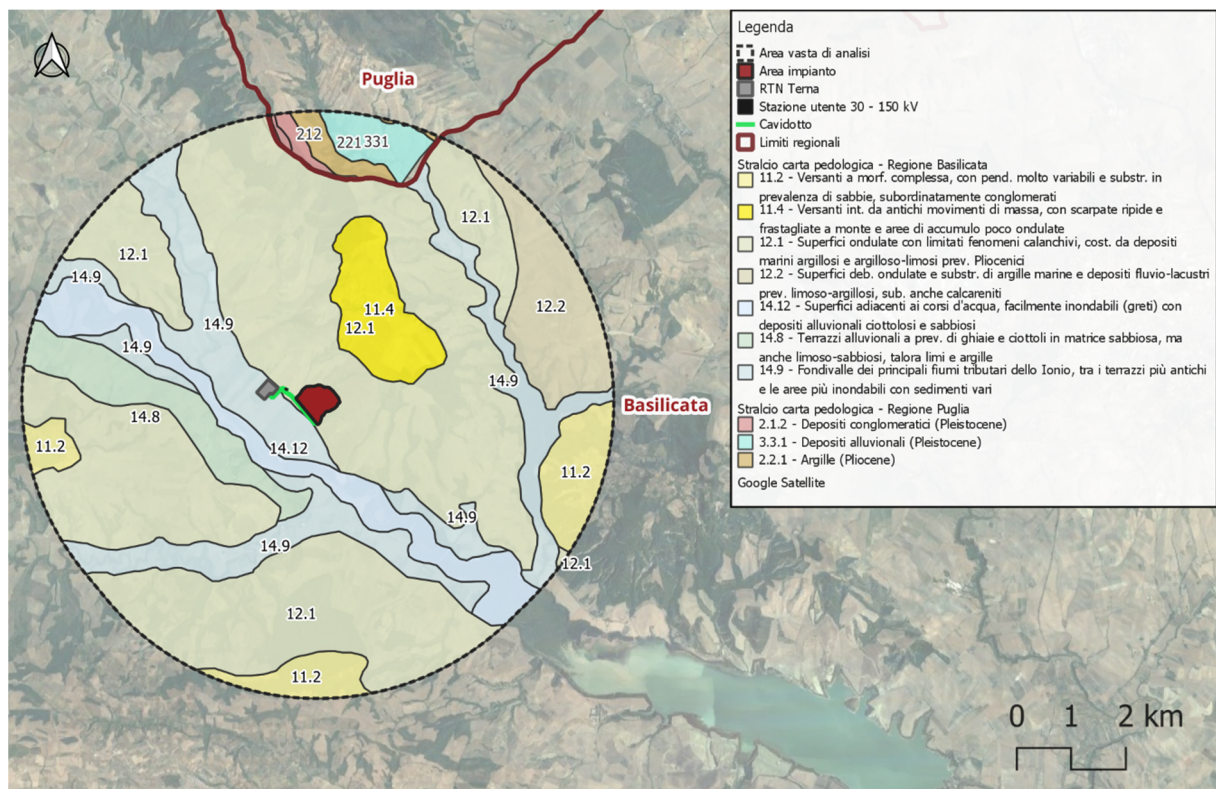 Puglia
212
221
331
12.1
12.1
14.9
14.9
12.2
11.4
12.1
14.9
14.9
Basilicata
14.8
11.2
14.12
11.2
14.9
14.9
12.1
12.1
11.2
0 1 2 km
Legenda
Area vasta di analisi
Area impianto
RTN Terna
Stazione utente 30 - 150 kV
Cavidotto
Limiti regionali
Stralcio carta pedologica - Regione Basilicata
11.2 - Versanti a morf. complessa, con pend. molto variabili e substr. in
prevalenza di sabbie, subordinatamente conglomerati
11.4 - Versanti int. da antichi movimenti di massa, con scarpate ripide e
frastagliate a monte e aree di accumulo poco ondulate
12.1 - Superfici ondulate con limitati fenomeni calanchivi, cost. da depositi
marini argillosi e argilloso-limosi prev. Pliocenici
12.2 - Superfici deb. ondulate e substr. di argille marine e depositi fluvio-lacustri
prev. limoso-argillosi, sub. anche calcareniti
14.12 - Superfici adiacenti ai corsi d'acqua, facilmente inondabili (greti) con
depositi alluvionali ciottolosi e sabbiosi
14.8 - Terrazzi alluvionali a prev. di ghiaie e ciottoli in matrice sabbiosa, ma
anche limoso-sabbiosi, talora limi e argille
14.9 - Fondivalle dei principali fiumi tributari dello Ionio, tra i terrazzi più antichi
e le aree più inondabili con sedimenti vari
Stralcio carta pedologica - Regione Puglia
2.1.2 - Depositi conglomeratici (Pleistocene)
3.3.1 - Depositi alluvionali (Pleistocene)
2.2.1 - Argille (Pliocene)
Google Satellite